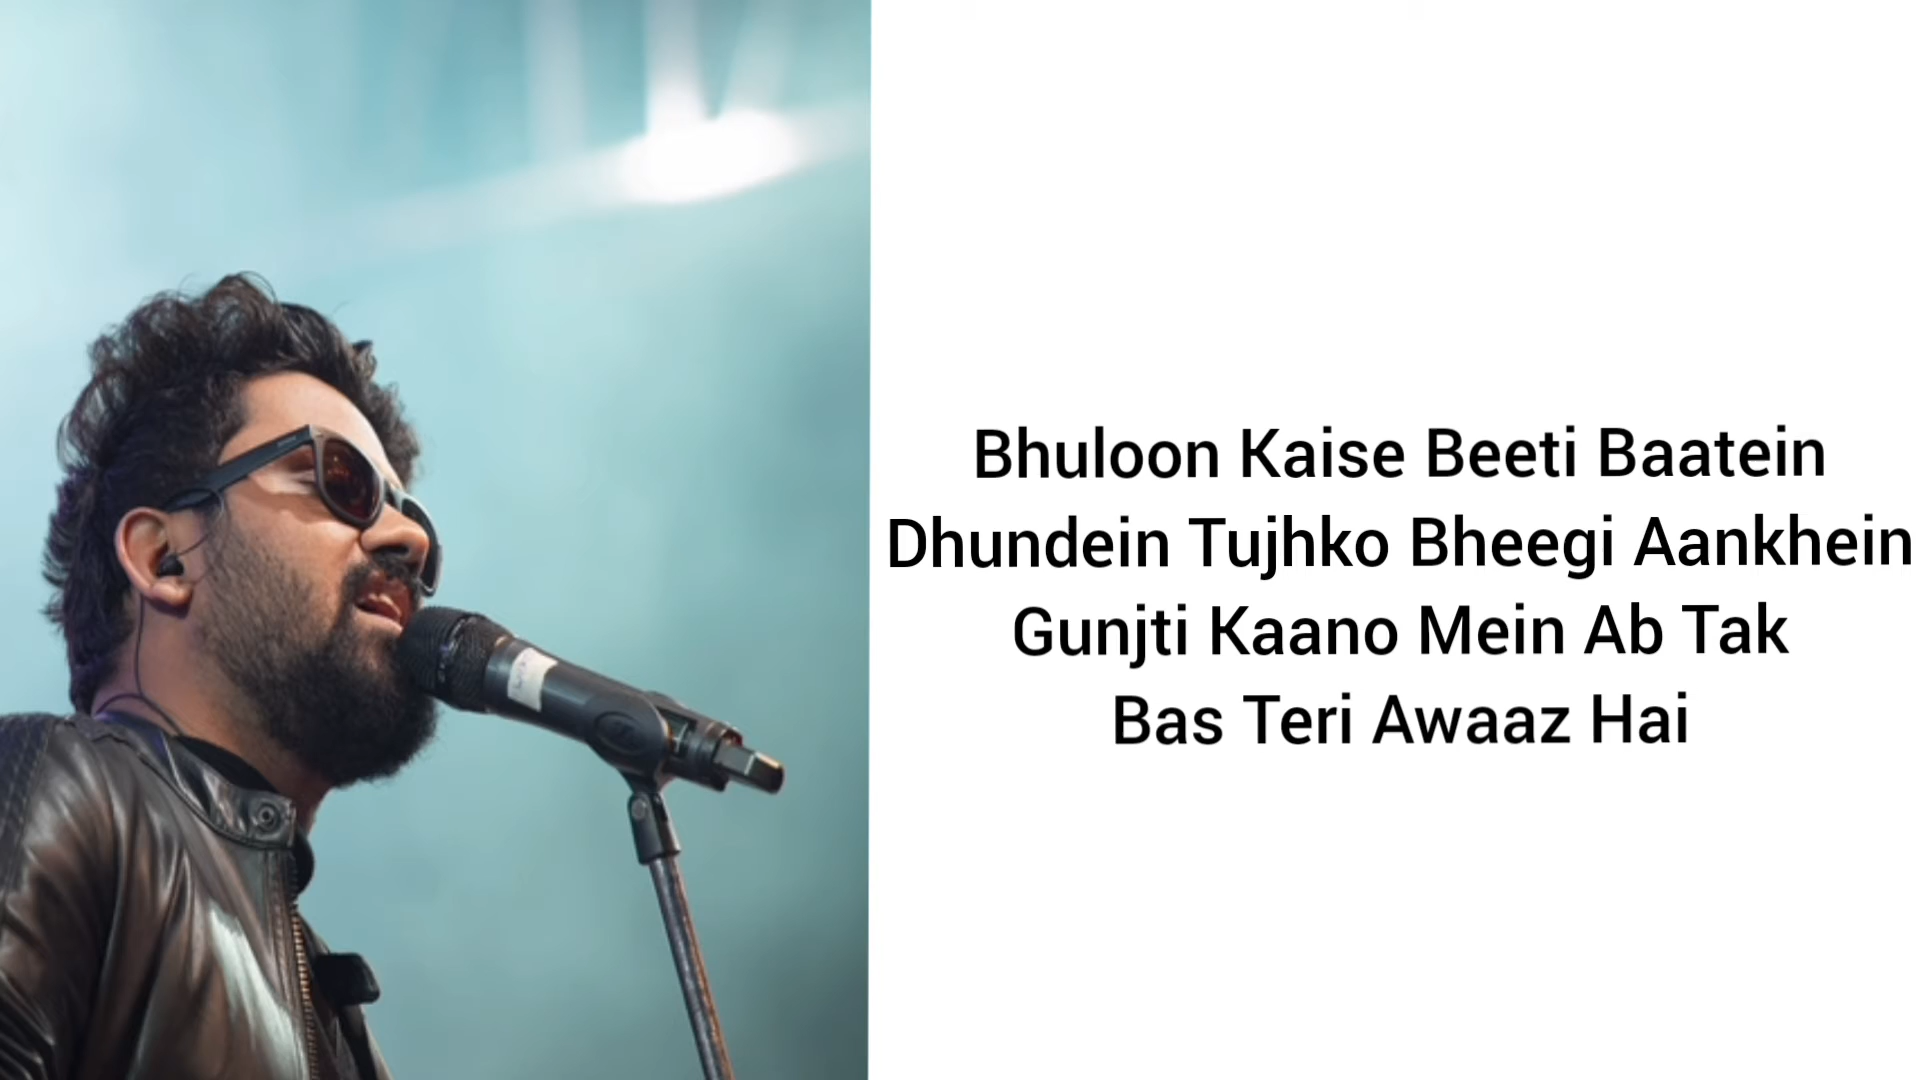 Bhuloon Kaise Beeti Baatein
Dhundein Tujhko Bheegi Aankhein
Gunjti Kaano Mein Ab Tak
Bas Teri Awaaz Hai